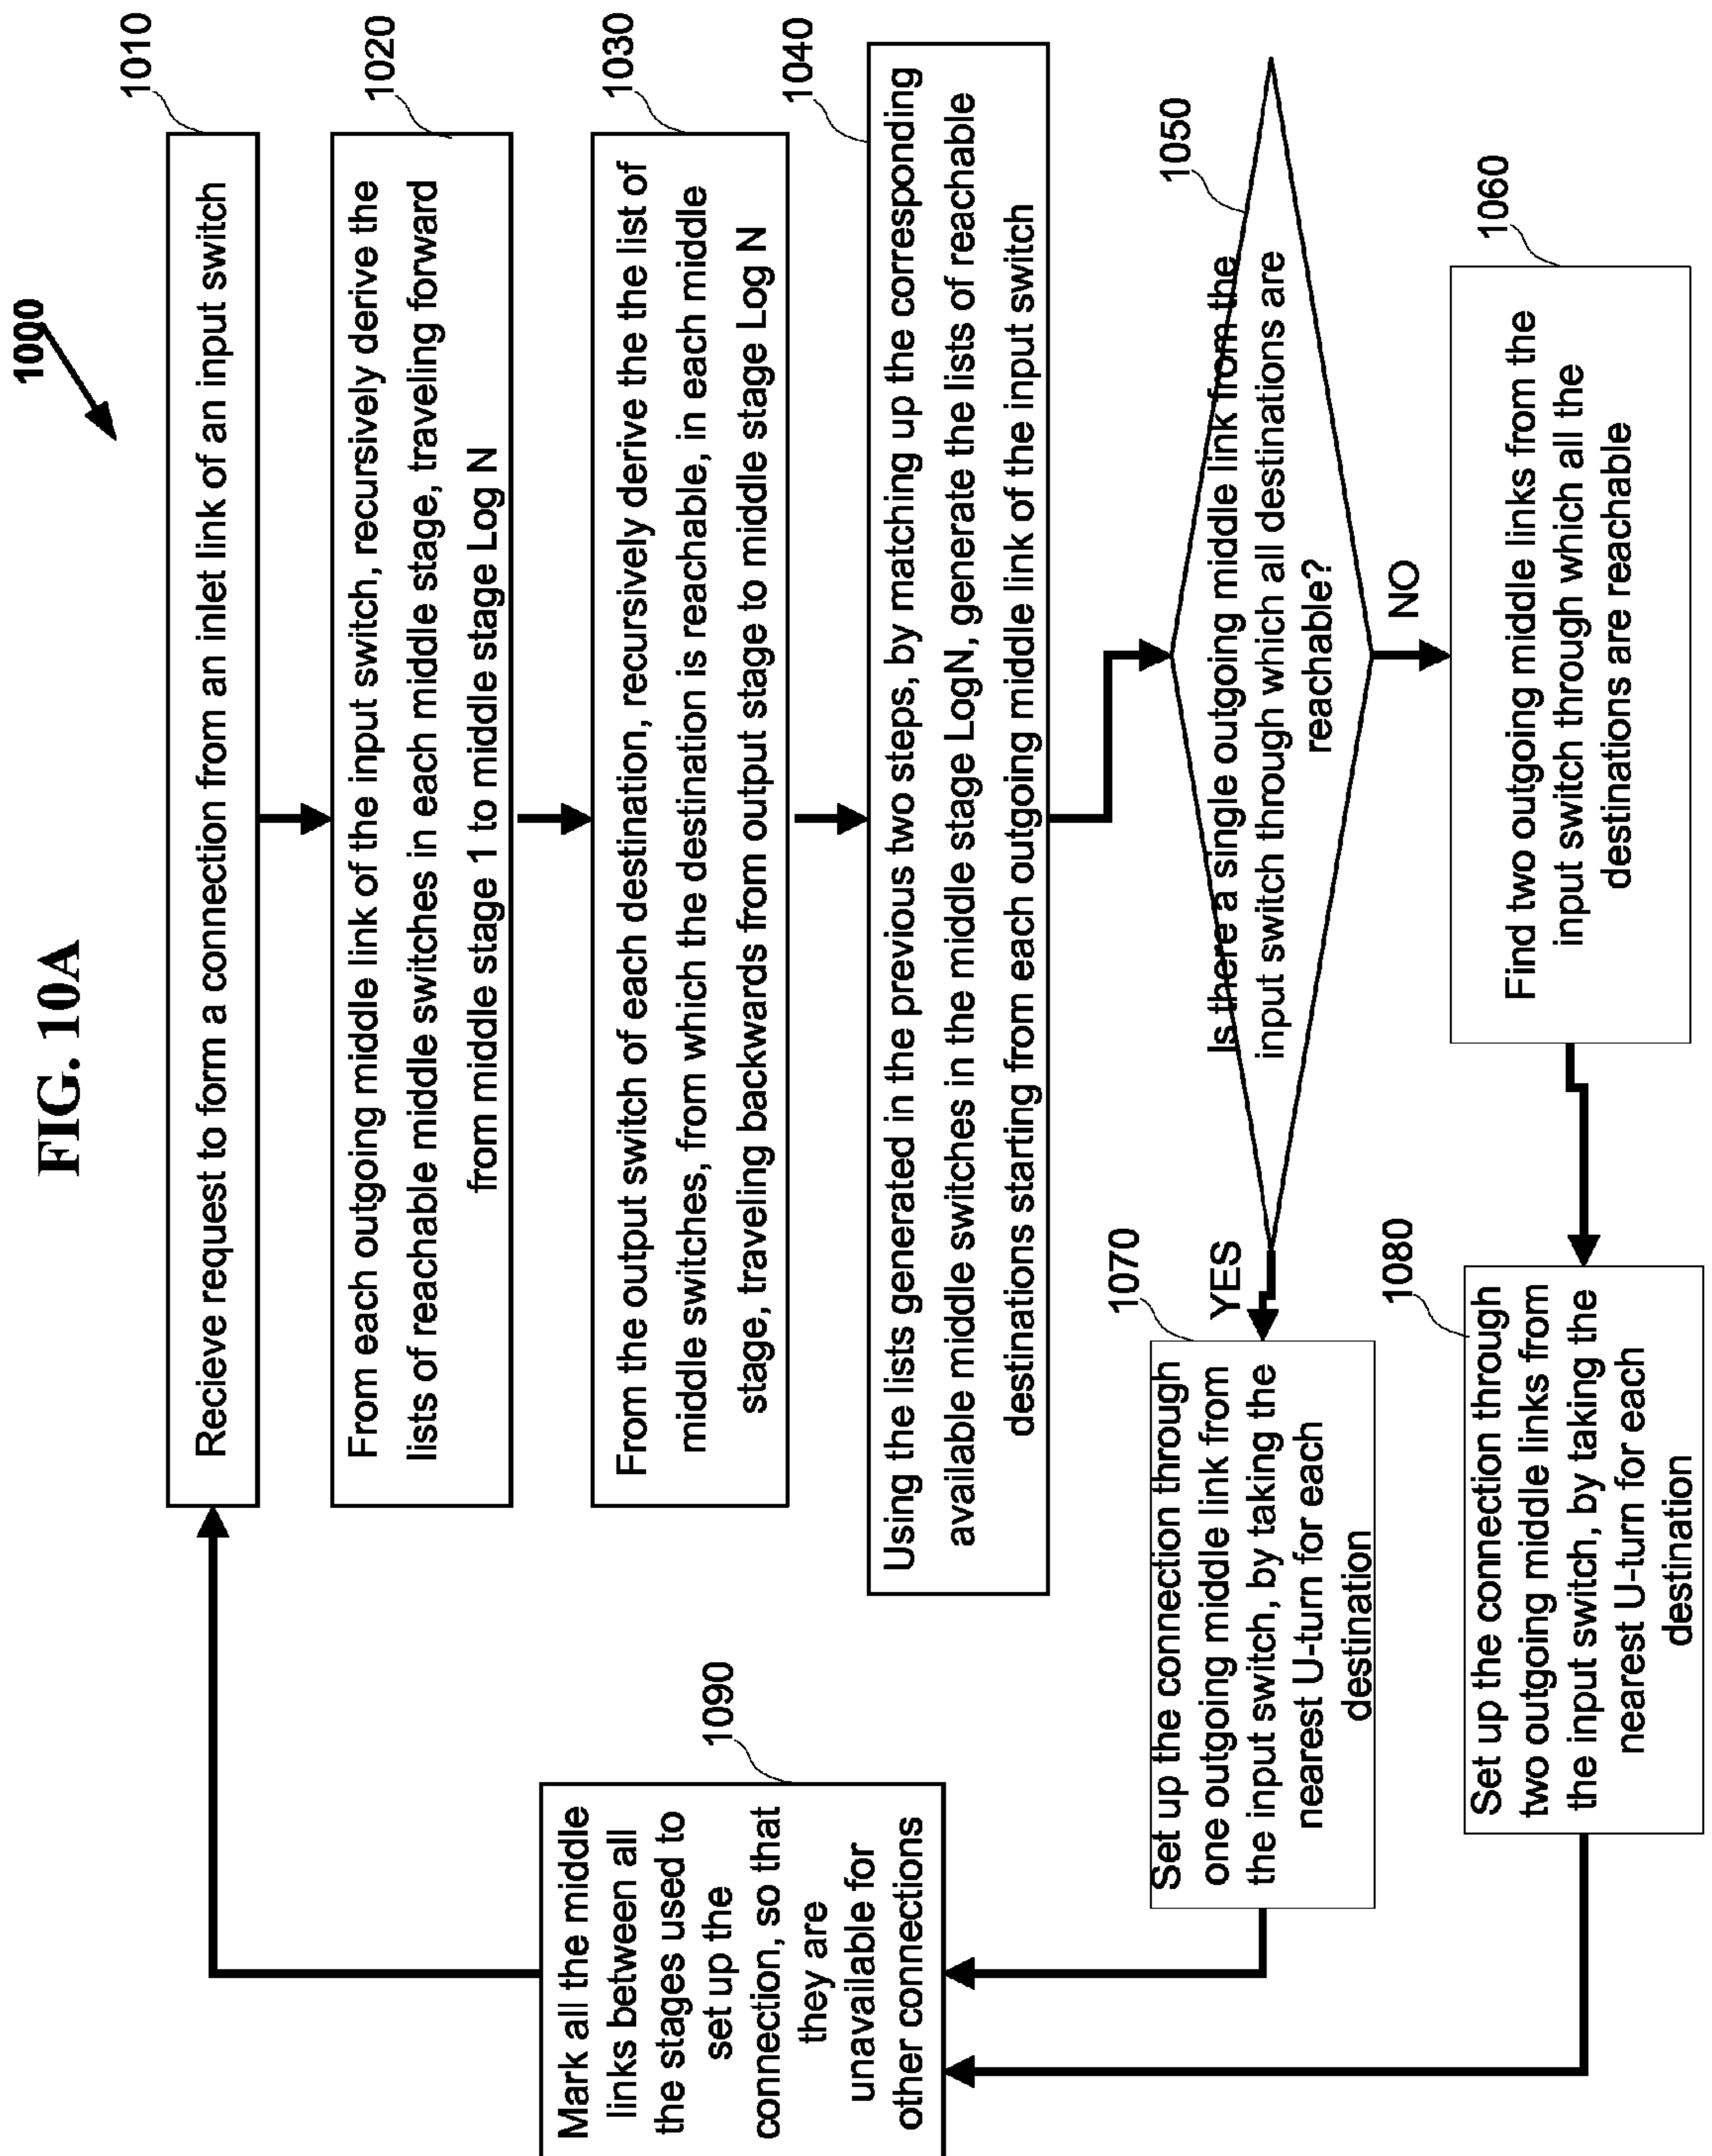 FIG. 10A
1000
1010
Recieve request to form a connection from an inlet link of an input switch
1020
From each outgoing middle link of the input switch, recursively derive the
lists of reachable middle switches in each middle stage, traveling forward
from middle stage 1 to middle stage Log N
1030
From the output switch of each destination, recursively derive the the list of
middle switches, from which the destination is reachable, in each middle
stage, traveling backwards from output stage to middle stage Log N
1040
Using the lists generated in the previous two steps, by matching up the corresponding
available middle switches in the middle stage LogN, generate the lists of reachable
destinations starting from each outgoing middle link of the input switch
1050
Is there a single outgoing middle link from the
input switch through which all destinations are
reachable?
NO
YES
1060
Find two outgoing middle links from the
input switch through which all the
destinations are reachable
1070
Set up the connection through
one outgoing middle link from
the input switch, by taking the
nearest U-turn for each
destination
1080
Set up the connection through
two outgoing middle links from
the input switch, by taking the
nearest U-turn for each
destination
1090
Mark all the middle
links between all
the stages used to
set up the
connection, so that
they are
unavailable for
other connections